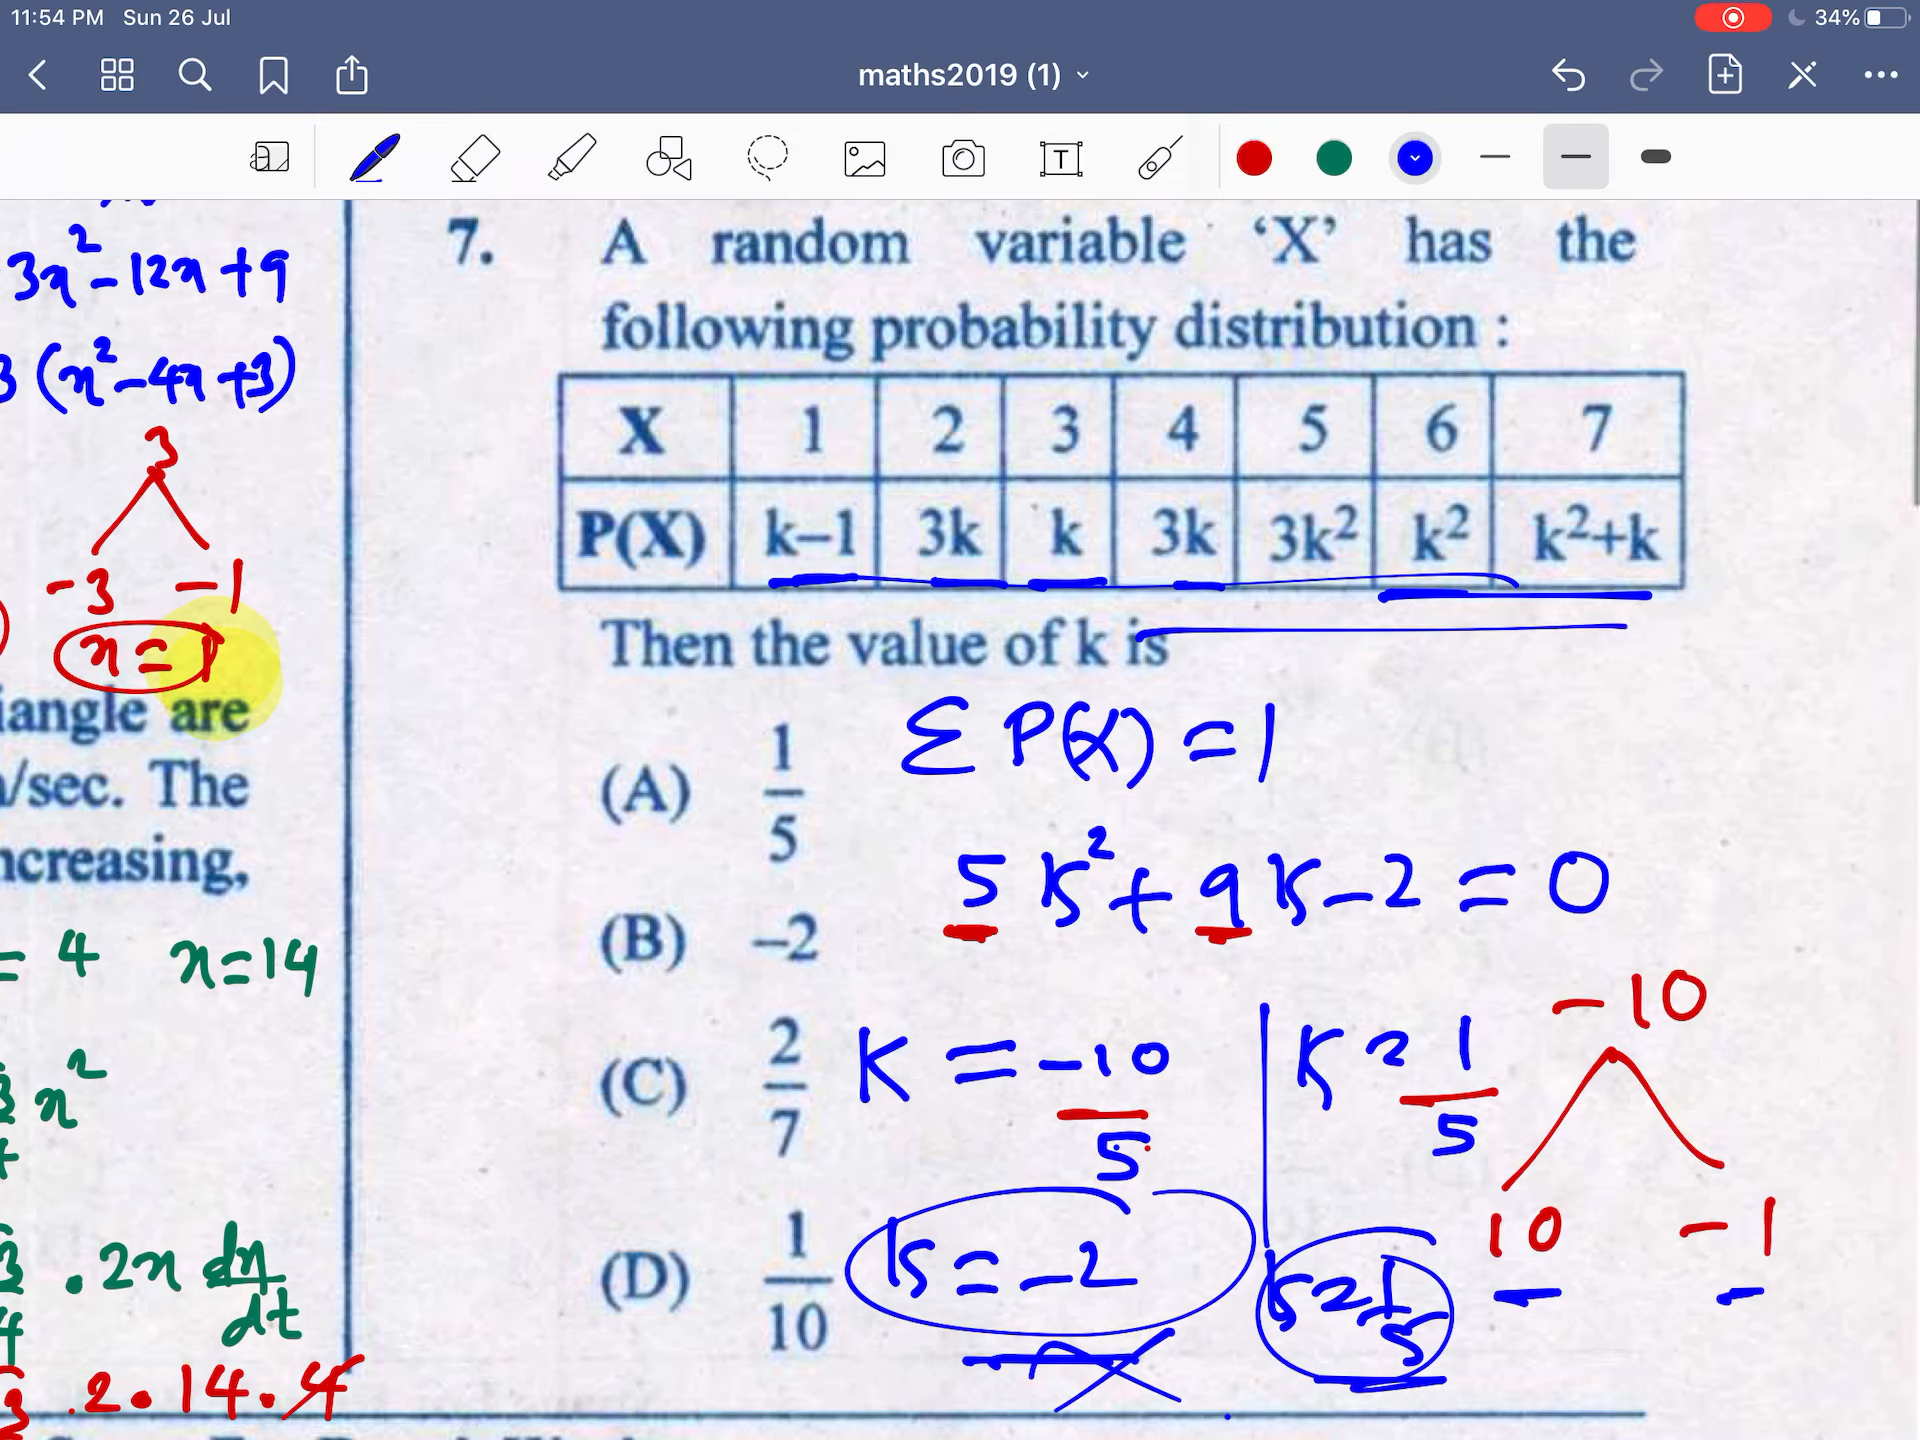 11:54 PM Sun 26 Jul
34%
maths2019 (1)
3x²-12x+9
3 (x²-4x+3)
3
-3 -1
x=1
iangle are
/sec. The
ncreasing,
= 4 x=14
x²
. 2x dx
dt
. 2 . 14 . 4
7. A random variable 'X' has the
following probability distribution :
X 1 2 3 4 5 6 7
P(X) k–1 3k k 3k 3k² k² k²+k
Then the value of k is
Σ P(X) = 1
(A) 1/5
5k²+9k-2=0
(B) –2
-10
(C) 2/7
K = -10/5
K = 1/5
10 -1
(D) 1/10
K = -2
K = 1/5